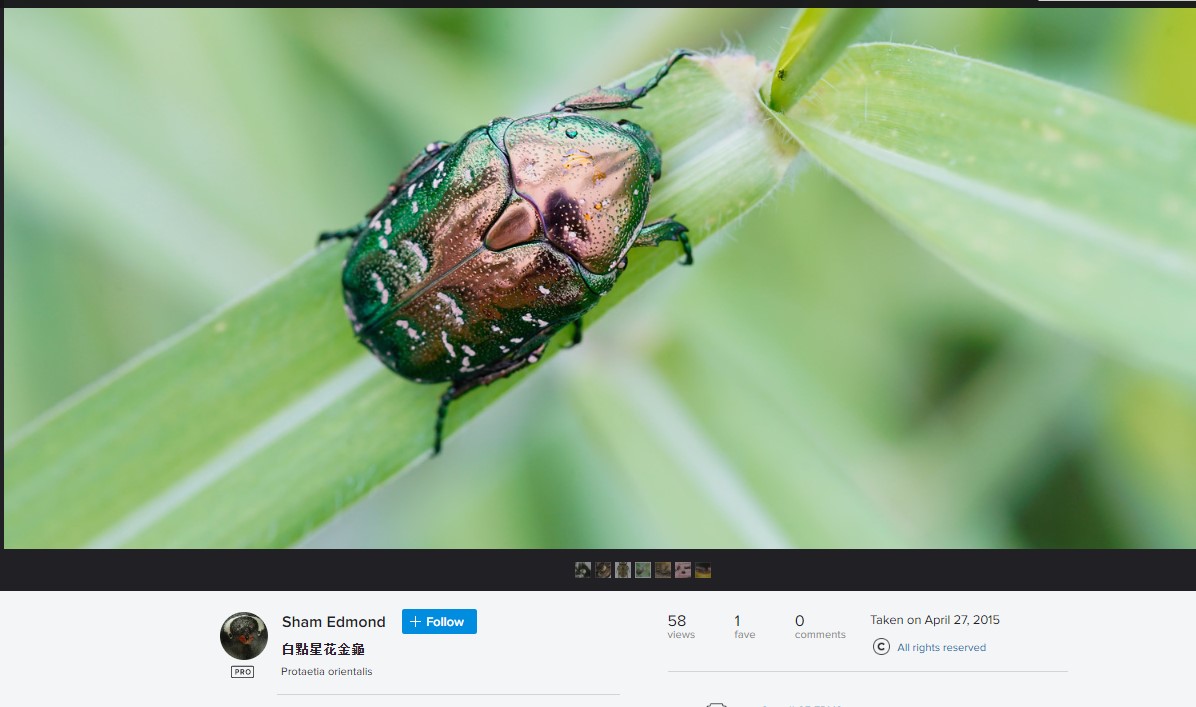 Sham Edmond
+ Follow
白點星花金龜
PRO
Protaetia orientalis
58
views
1
fave
0
comments
Taken on April 27, 2015
© All rights reserved